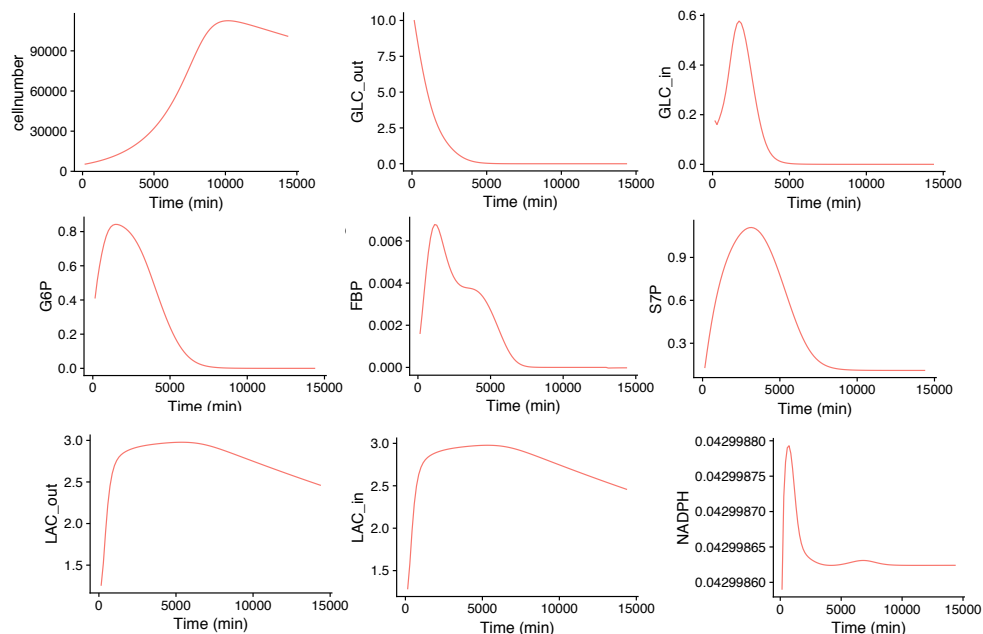 cellnumber
90000
60000
30000
0
0 5000 10000 15000
Time (min)
GLC_out
10.0
7.5
5.0
2.5
0.0
0 5000 10000 15000
Time (min)
GLC_in
0.6
0.4
0.2
0.0
0 5000 10000 15000
Time (min)
G6P
0.8
0.6
0.4
0.2
0.0
0 5000 10000 15000
Time (min)
FBP
0.006
0.004
0.002
0.000
0 5000 10000 15000
Time (min)
S7P
0.9
0.6
0.3
0 5000 10000 15000
Time (min)
LAC_out
3.0
2.5
2.0
1.5
0 5000 10000 15000
Time (min)
LAC_in
3.0
2.5
2.0
1.5
0 5000 10000 15000
Time (min)
NADPH
0.04299880
0.04299875
0.04299870
0.04299865
0.04299860
0 5000 10000 15000
Time (min)